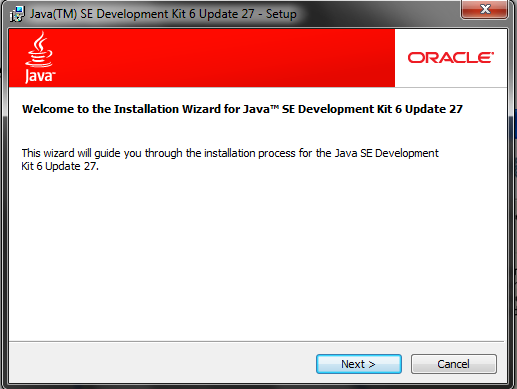 Java(TM) SE Development Kit 6 Update 27 - Setup
Java™
ORACLE®
Welcome to the Installation Wizard for Java™ SE Development Kit 6 Update 27
This wizard will guide you through the installation process for the Java SE Development
Kit 6 Update 27.
Next >
Cancel